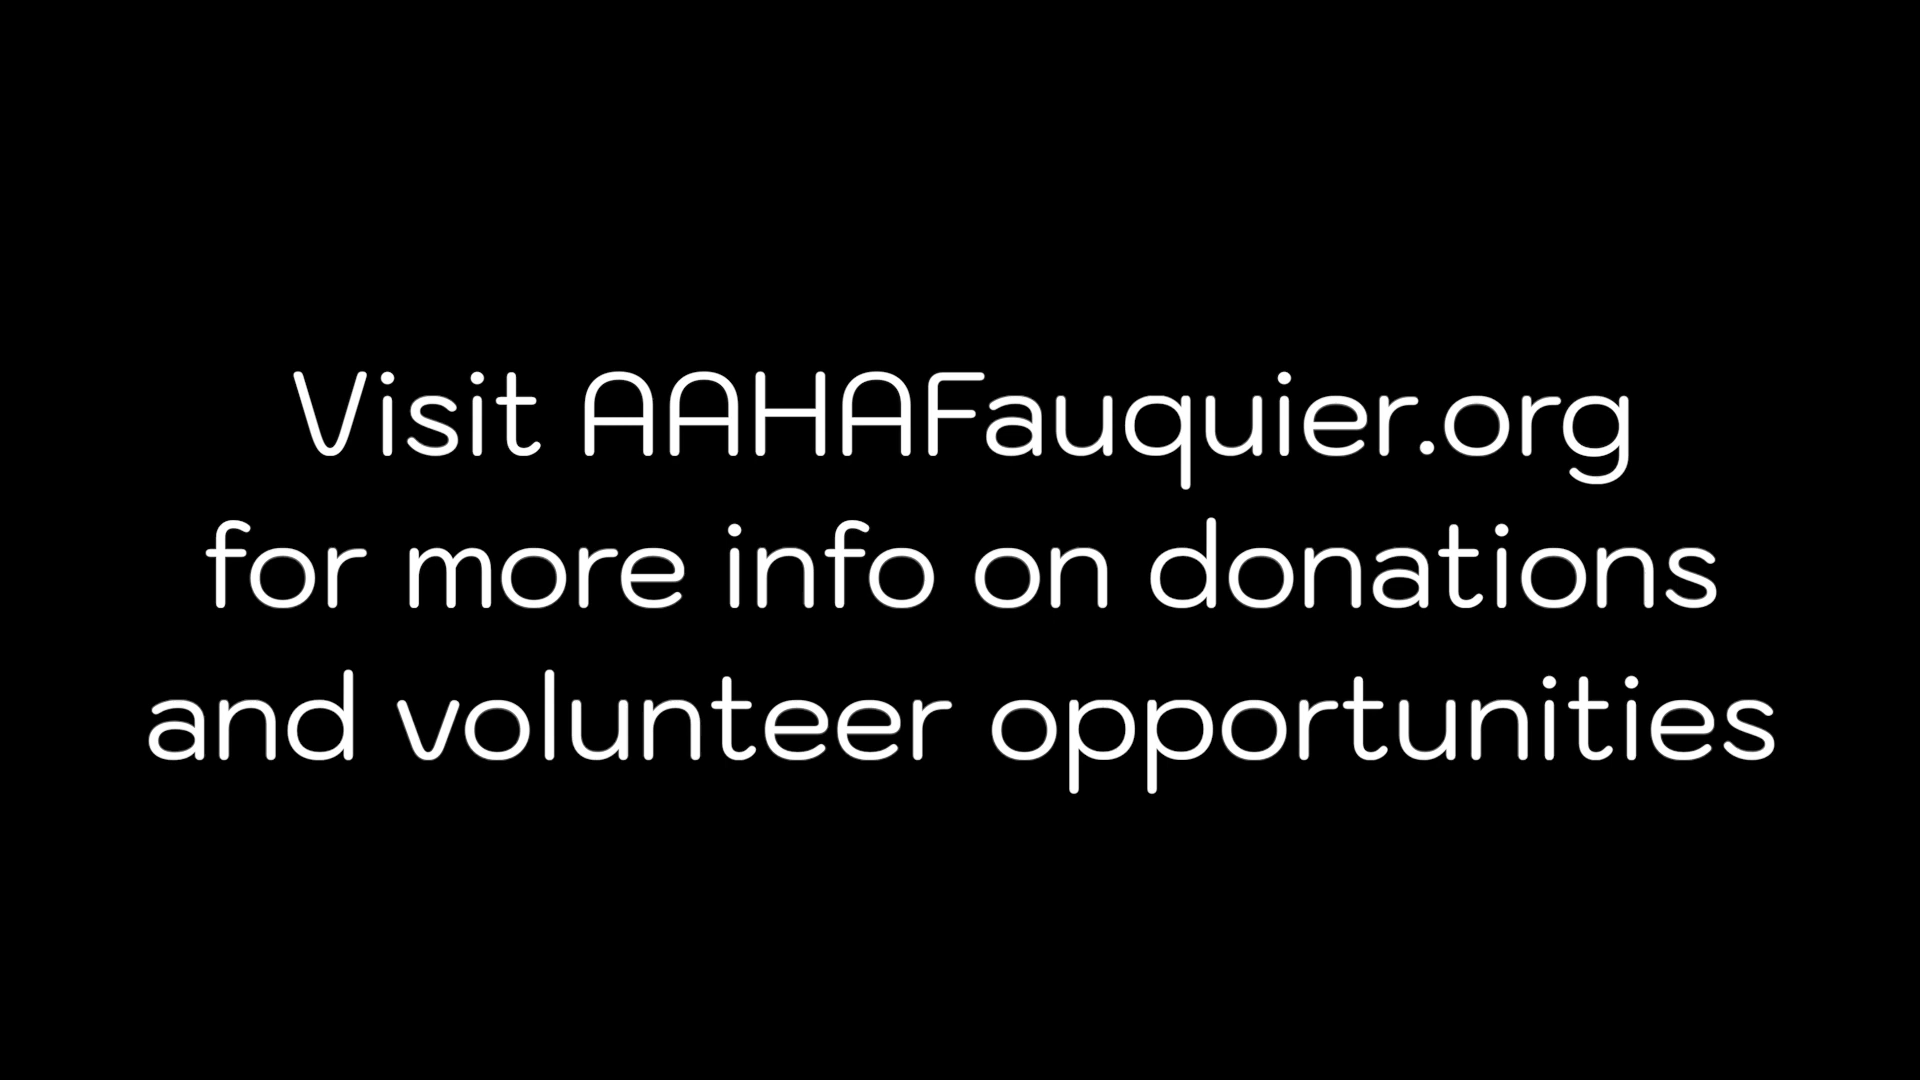 Visit AAHAFauquier.org
for more info on donations
and volunteer opportunities